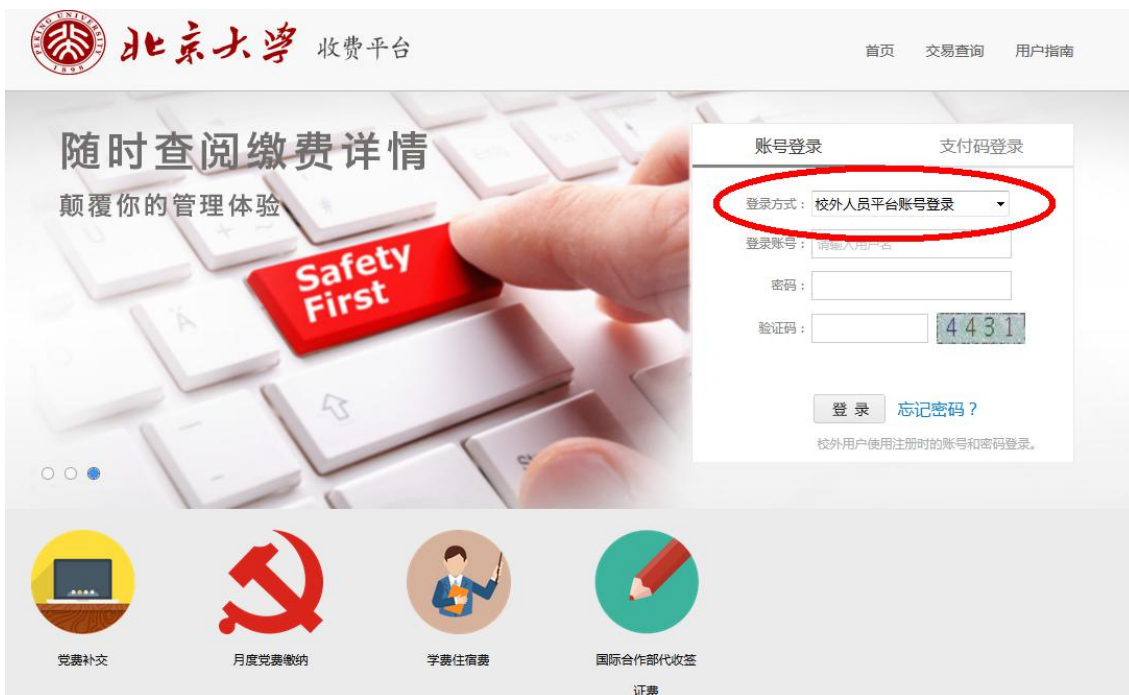 PEKING UNIVERSITY
1898
北京大学 收费平台
首页 交易查询 用户指南
随时查阅缴费详情
颠覆你的管理体验
Safety
First
账号登录 支付码登录
登录方式： 校外人员平台账号登录
登录账号： 请输入用户名
密码：
验证码： 4431
登 录 忘记密码？
校外用户使用注册时的账号和密码登录。
党费补交
月度党费缴纳
学费住宿费
国际合作部代收签
证费